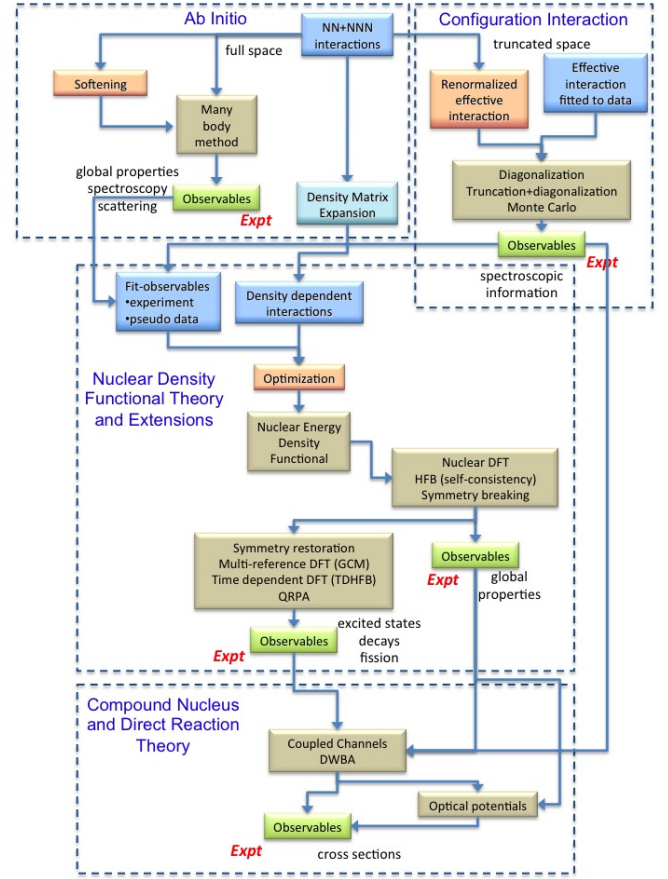 Ab Initio
NN+NNN
interactions
full space
Softening
Many
body
method
global properties
spectroscopy
scattering
Observables
Expt
Density Matrix
Expansion
Configuration Interaction
truncated space
Renormalized
effective
interaction
Effective
interaction
fitted to data
Diagonalization
Truncation+diagonalization
Monte Carlo
Observables
Expt
spectroscopic
information
Fit-observables
•experiment
•pseudo data
Density dependent
interactions
Nuclear Density
Functional Theory
and Extensions
Optimization
Nuclear Energy
Density
Functional
Nuclear DFT
HFB (self-consistency)
Symmetry breaking
Symmetry restoration
Multi-reference DFT (GCM)
Time dependent DFT (TDHFB)
QRPA
Observables
Expt
global
properties
Observables
Expt
excited states
decays
fission
Compound Nucleus
and Direct Reaction
Theory
Coupled Channels
DWBA
Optical potentials
Observables
Expt
cross sections